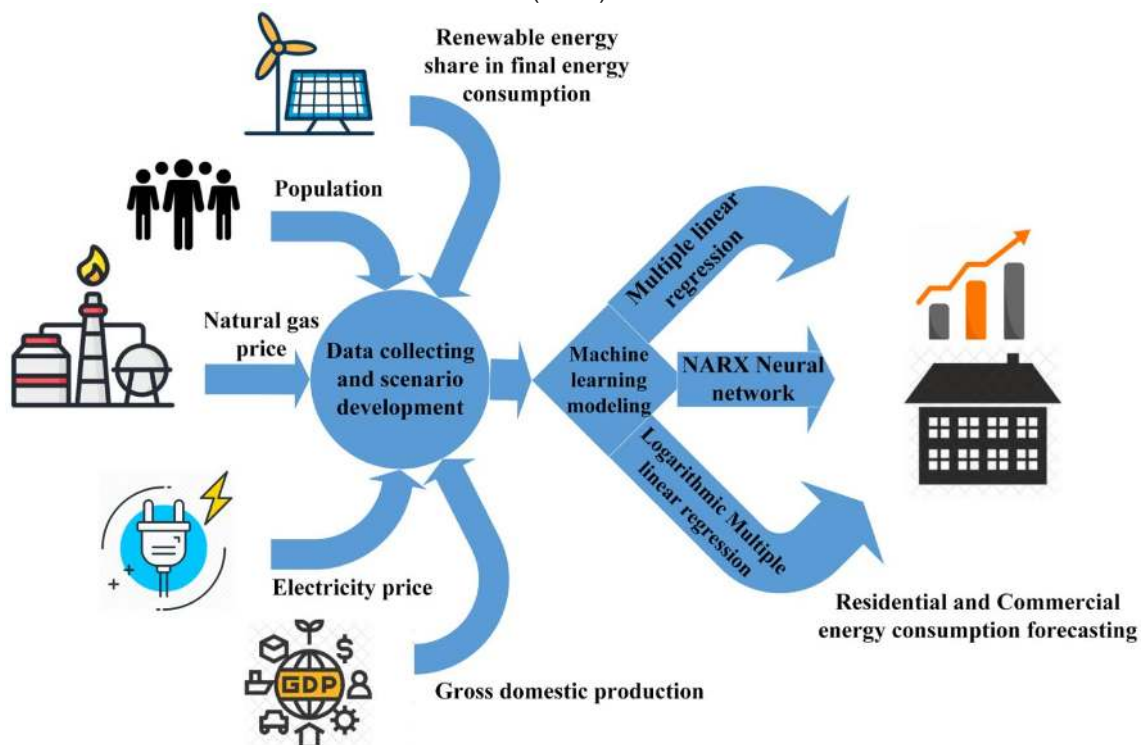 Renewable energy
share in final energy
consumption
Population
Natural gas
price
Data collecting
and scenario
development
Electricity price
GDP
Gross domestic production
Machine
learning
modeling
Multiple linear
regression
NARX Neural
network
Logarithmic Multiple
linear regression
Residential and Commercial
energy consumption forecasting